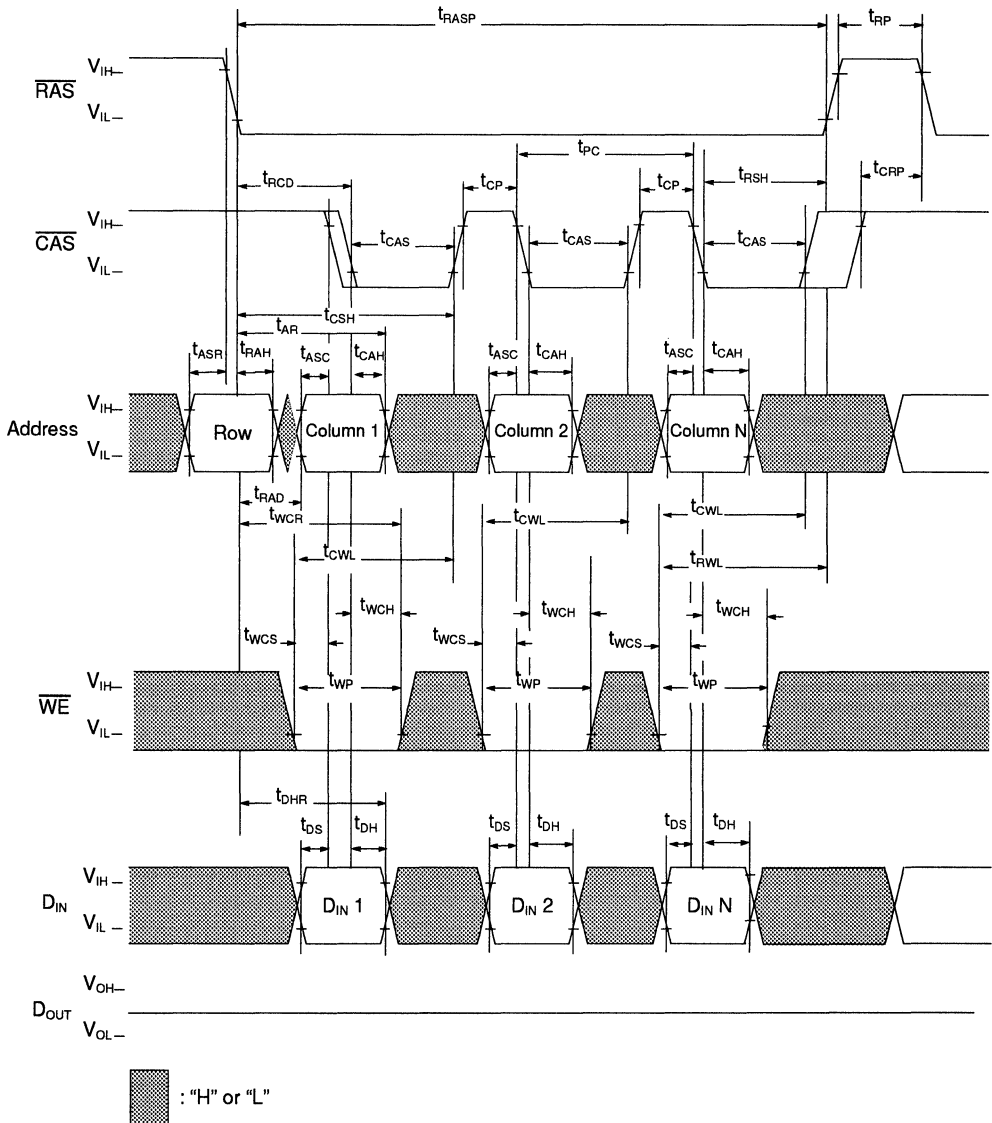 tRASP tRP
VIH
RAS
VIL
tPC
tRCD tCP tCP tRSH tCRP
VIH
CAS tCAS tCAS tCAS
VIL
tCSH
tAR
tASR tRAH tASC tCAH tASC tCAH tASC tCAH
VIH
Address Row Column 1 Column 2 Column N
VIL
tRAD
tWCR tCWL tCWL
tCWL tRWL
tWCH tWCH tWCH
tWCS tWCS tWCS
VIH tWP tWP tWP
WE
VIL
tDHR
tDS tDH tDS tDH tDS tDH
VIH
DIN DIN 1 DIN 2 DIN N
VIL
VOH
DOUT
VOL
: "H" or "L"